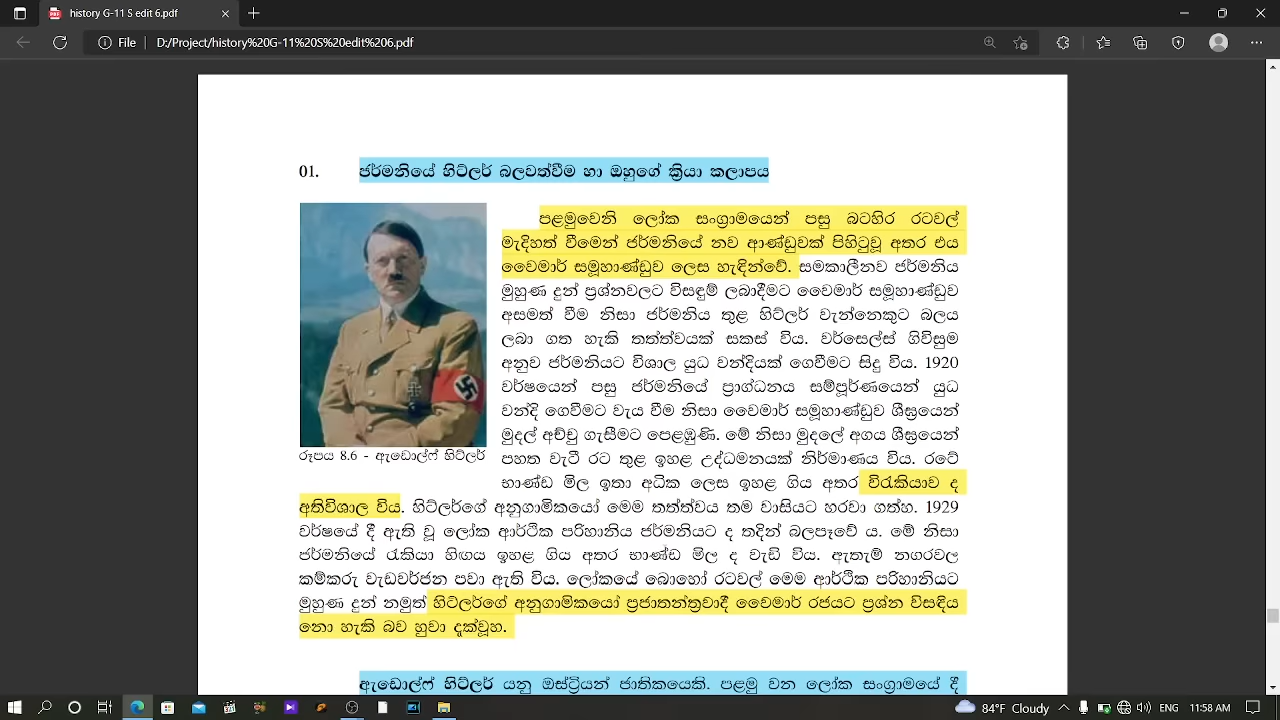 history G-11 S edit 6.pdf
File | D:/Project/history%20G-11%20S%20edit%206.pdf
01. ජර්මනියේ හිට්ලර් බලවත්වීම හා ඔහුගේ ක්‍රියා කලාපය
පළමුවෙනි ලෝක සංග්‍රාමයෙන් පසු බටහිර රටවල්
මැදිහත් වීමෙන් ජර්මනියේ නව ආණ්ඩුවක් පිහිටුවූ අතර එය
වෛමාර් සමූහාණ්ඩුව ලෙස හැඳින්වේ. සමකාලීනව ජර්මනිය
මුහුණ දුන් ප්‍රශ්නවලට විසඳුම් ලබාදීමට වෛමාර් සමූහාණ්ඩුව
අසමත් වීම නිසා ජර්මනිය තුළ හිට්ලර් වැන්නෙකුට බලය
ලබා ගත හැකි තත්ත්වයක් සකස් විය. වර්සෙල්ස් ගිවිසුම
අනුව ජර්මනියට විශාල යුධ වන්දියක් ගෙවීමට සිදු විය. 1920
වර්ෂයෙන් පසු ජර්මනියේ ප්‍රාග්ධනය සම්පූර්ණයෙන් යුධ
වන්දි ගෙවීමට වැය වීම නිසා වෛමාර් සමූහාණ්ඩුව ශීඝ්‍රයෙන්
මුදල් අච්චු ගැසීමට පෙළඹුණි. මේ නිසා මුදලේ අගය ශීඝ්‍රයෙන්
පහත වැටී රට තුළ ඉහළ උද්ධමනයක් නිර්මාණය විය. රටේ
භාණ්ඩ මිල ඉතා අධික ලෙස ඉහළ ගිය අතර විරැකියාව ද
රූපය 8.6 - ඇඩොල්ෆ් හිට්ලර්
අතිවිශාල විය. හිට්ලර්ගේ අනුගාමිකයෝ මෙම තත්ත්වය තම වාසියට හරවා ගත්හ. 1929
වර්ෂයේ දී ඇති වූ ලෝක ආර්ථික පරිහානිය ජර්මනියට ද තදින් බලපෑවේ ය. මේ නිසා
ජර්මනියේ රැකියා හිඟය ඉහළ ගිය අතර භාණ්ඩ මිල ද වැඩි විය. ඇතැම් නගරවල
කම්කරු වැඩවර්ජන පවා ඇති විය. ලෝකයේ බොහෝ රටවල් මෙම ආර්ථික පරිහානියට
මුහුණ දුන් නමුත් හිට්ලර්ගේ අනුගාමිකයෝ ප්‍රජාතන්ත්‍රවාදී වෛමාර් රජයට ප්‍රශ්න විසඳිය
නො හැකි බව හුවා දැක්වූහ.
ඇඩොල්ෆ් හිට්ලර් යනු ඔස්ට්‍රියන් ජාතිකයෙකි. පළමු වන ලෝක සංග්‍රාමයේ දී
84°F Cloudy ENG 11:58 AM